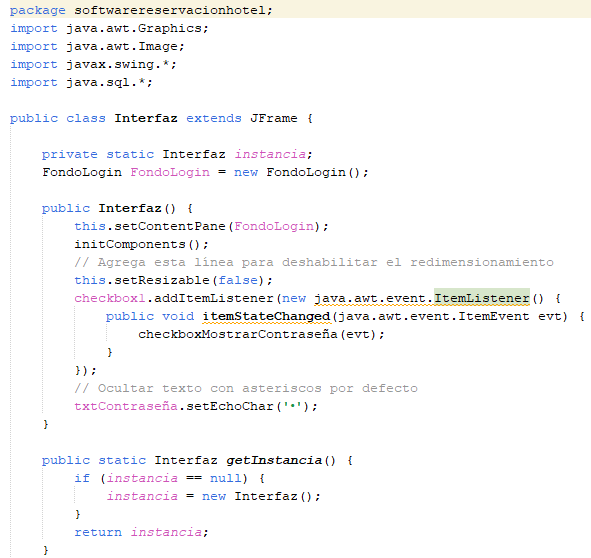 package softwarereservacionhotel;
import java.awt.Graphics;
import java.awt.Image;
import javax.swing.*;
import java.sql.*;

public class Interfaz extends JFrame {

    private static Interfaz instancia;
    FondoLogin FondoLogin = new FondoLogin();

    public Interfaz() {
        this.setContentPane(FondoLogin);
        initComponents();
        // Agrega esta línea para deshabilitar el redimensionamiento
        this.setResizable(false);
        checkbox1.addItemListener(new java.awt.event.ItemListener() {
            public void itemStateChanged(java.awt.event.ItemEvent evt) {
                checkboxMostrarContraseña(evt);
            }
        });
        // Ocultar texto con asteriscos por defecto
        txtContraseña.setEchoChar('•');
    }

    public static Interfaz getInstancia() {
        if (instancia == null) {
            instancia = new Interfaz();
        }
        return instancia;
    }